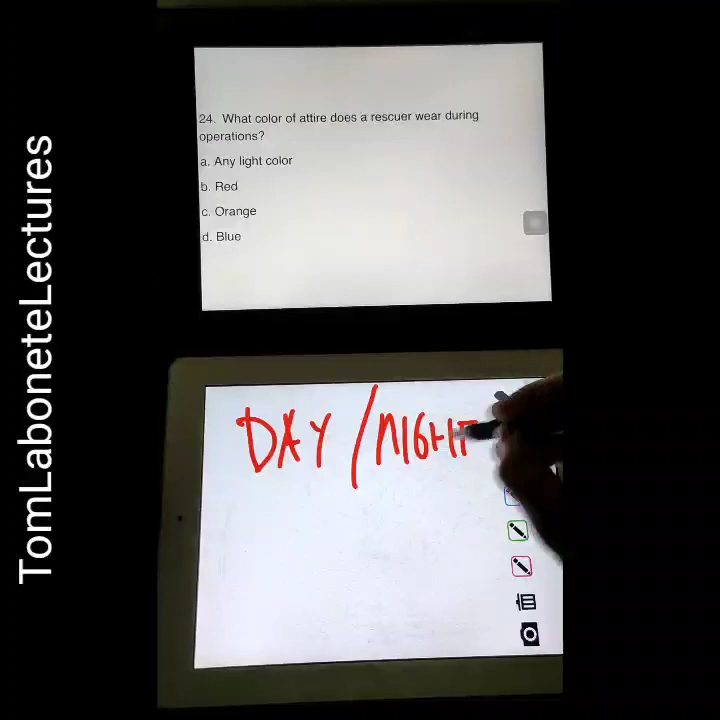 TomLaboneteLectures
24. What color of attire does a rescuer wear during
operations?
a. Any light color
b. Red
c. Orange
d. Blue
DAY / NIGHT